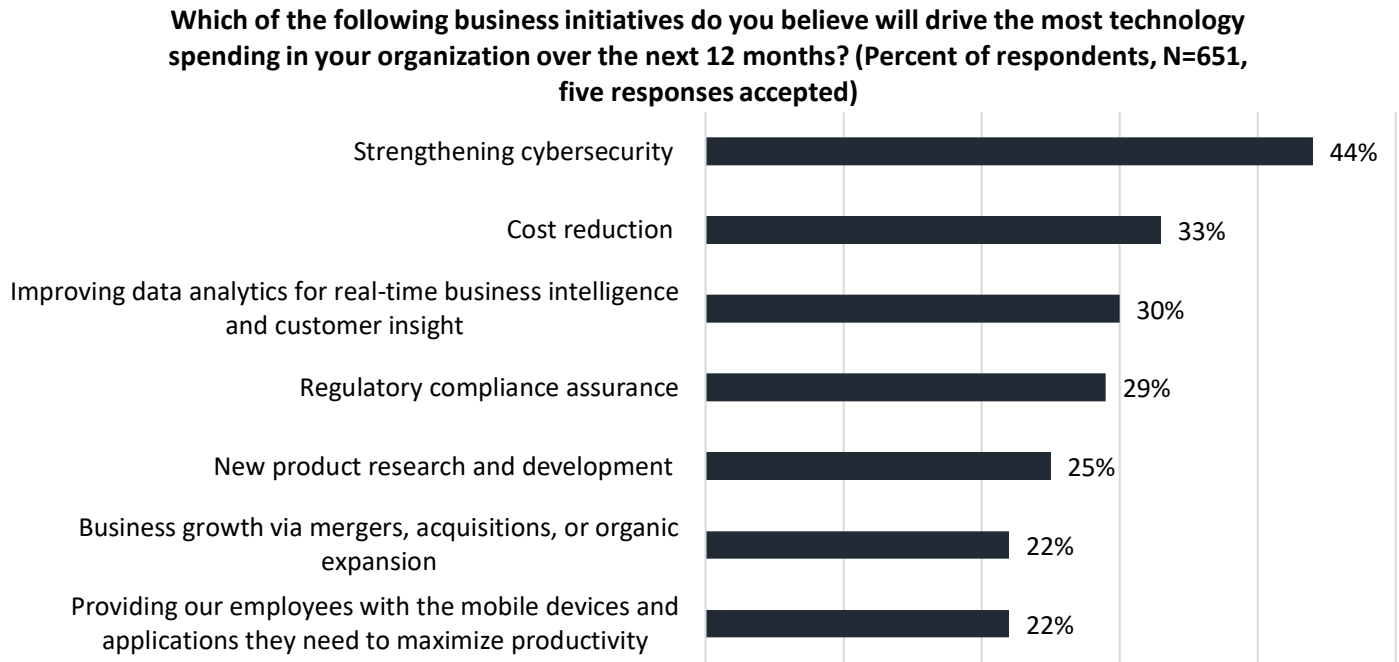 Which of the following business initiatives do you believe will drive the most technology
spending in your organization over the next 12 months? (Percent of respondents, N=651,
five responses accepted)
Strengthening cybersecurity 44%
Cost reduction 33%
Improving data analytics for real-time business intelligence
and customer insight 30%
Regulatory compliance assurance 29%
New product research and development 25%
Business growth via mergers, acquisitions, or organic
expansion 22%
Providing our employees with the mobile devices and
applications they need to maximize productivity 22%